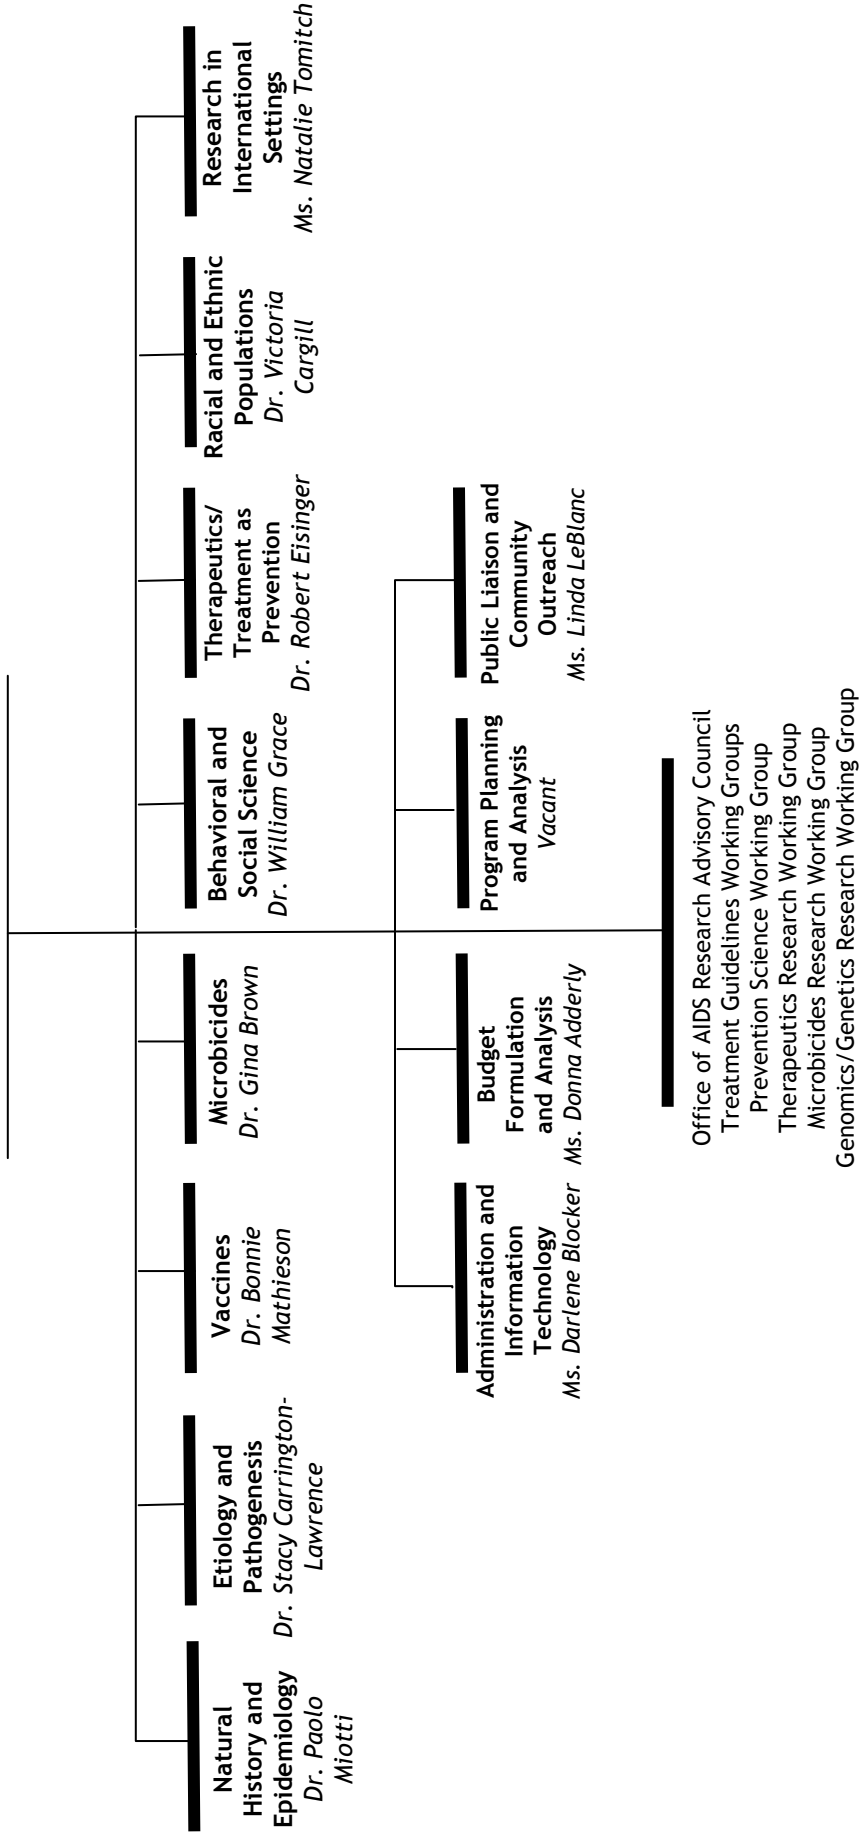 Natural
History and
Epidemiology
Dr. Paolo
Miotti
Etiology and
Pathogenesis
Dr. Stacy Carrington-
Lawrence
Vaccines
Dr. Bonnie
Mathieson
Microbicides
Dr. Gina Brown
Behavioral and
Social Science
Dr. William Grace
Therapeutics/
Treatment as
Prevention
Dr. Robert Eisinger
Racial and Ethnic
Populations
Dr. Victoria
Cargill
Research in
International
Settings
Ms. Natalie Tomitch
Administration and
Information
Technology
Ms. Darlene Blocker
Budget
Formulation
and Analysis
Ms. Donna Adderly
Program Planning
and Analysis
Vacant
Public Liaison and
Community
Outreach
Ms. Linda LeBlanc
Office of AIDS Research Advisory Council
Treatment Guidelines Working Groups
Prevention Science Working Group
Therapeutics Research Working Group
Microbicides Research Working Group
Genomics/Genetics Research Working Group